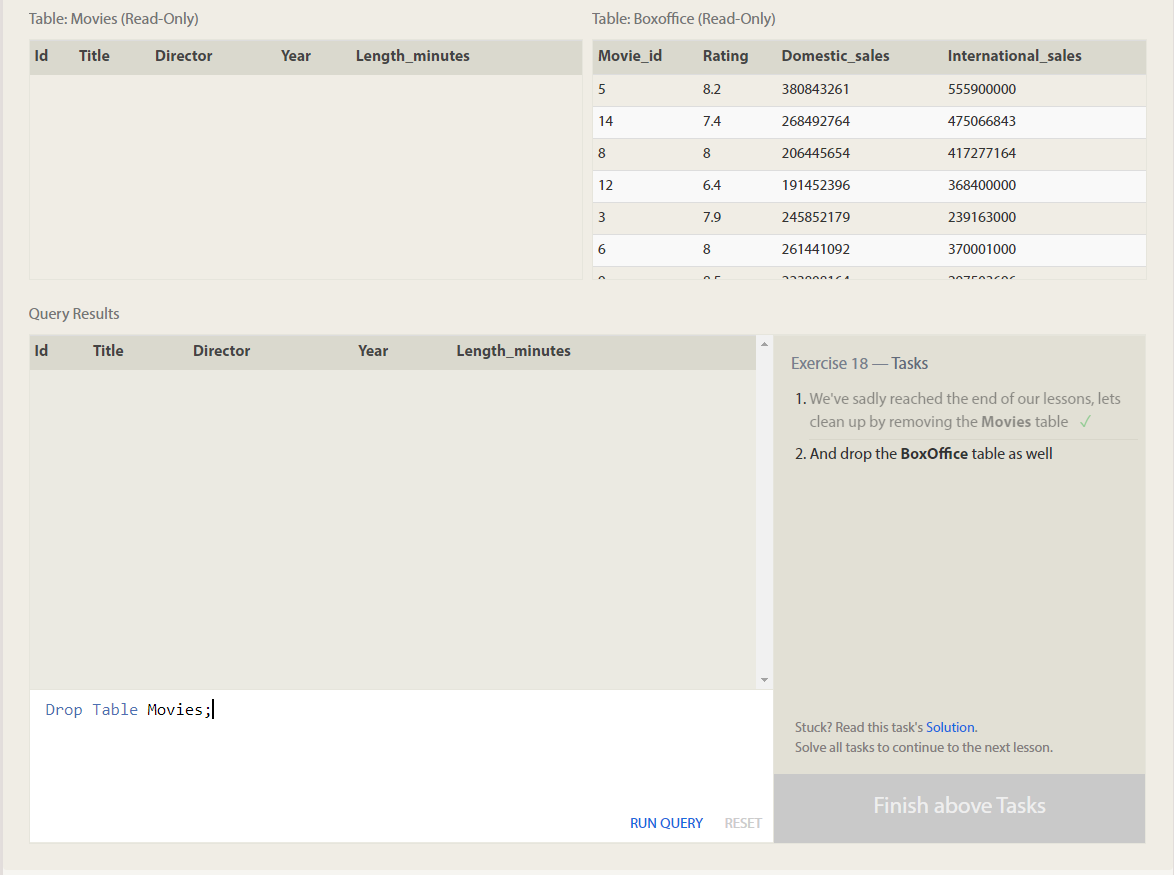 Table: Movies (Read-Only)
Id Title Director Year Length_minutes
Table: Boxoffice (Read-Only)
Movie_id Rating Domestic_sales International_sales
5 8.2 380843261 555900000
14 7.4 268492764 475066843
8 8 206445654 417277164
12 6.4 191452396 368400000
3 7.9 245852179 239163000
6 8 261441092 370001000
Query Results
Id Title Director Year Length_minutes
Exercise 18 — Tasks
1. We've sadly reached the end of our lessons, lets
clean up by removing the Movies table ✓
2. And drop the BoxOffice table as well
Stuck? Read this task's Solution.
Solve all tasks to continue to the next lesson.
Finish above Tasks
Drop Table Movies;
RUN QUERY RESET